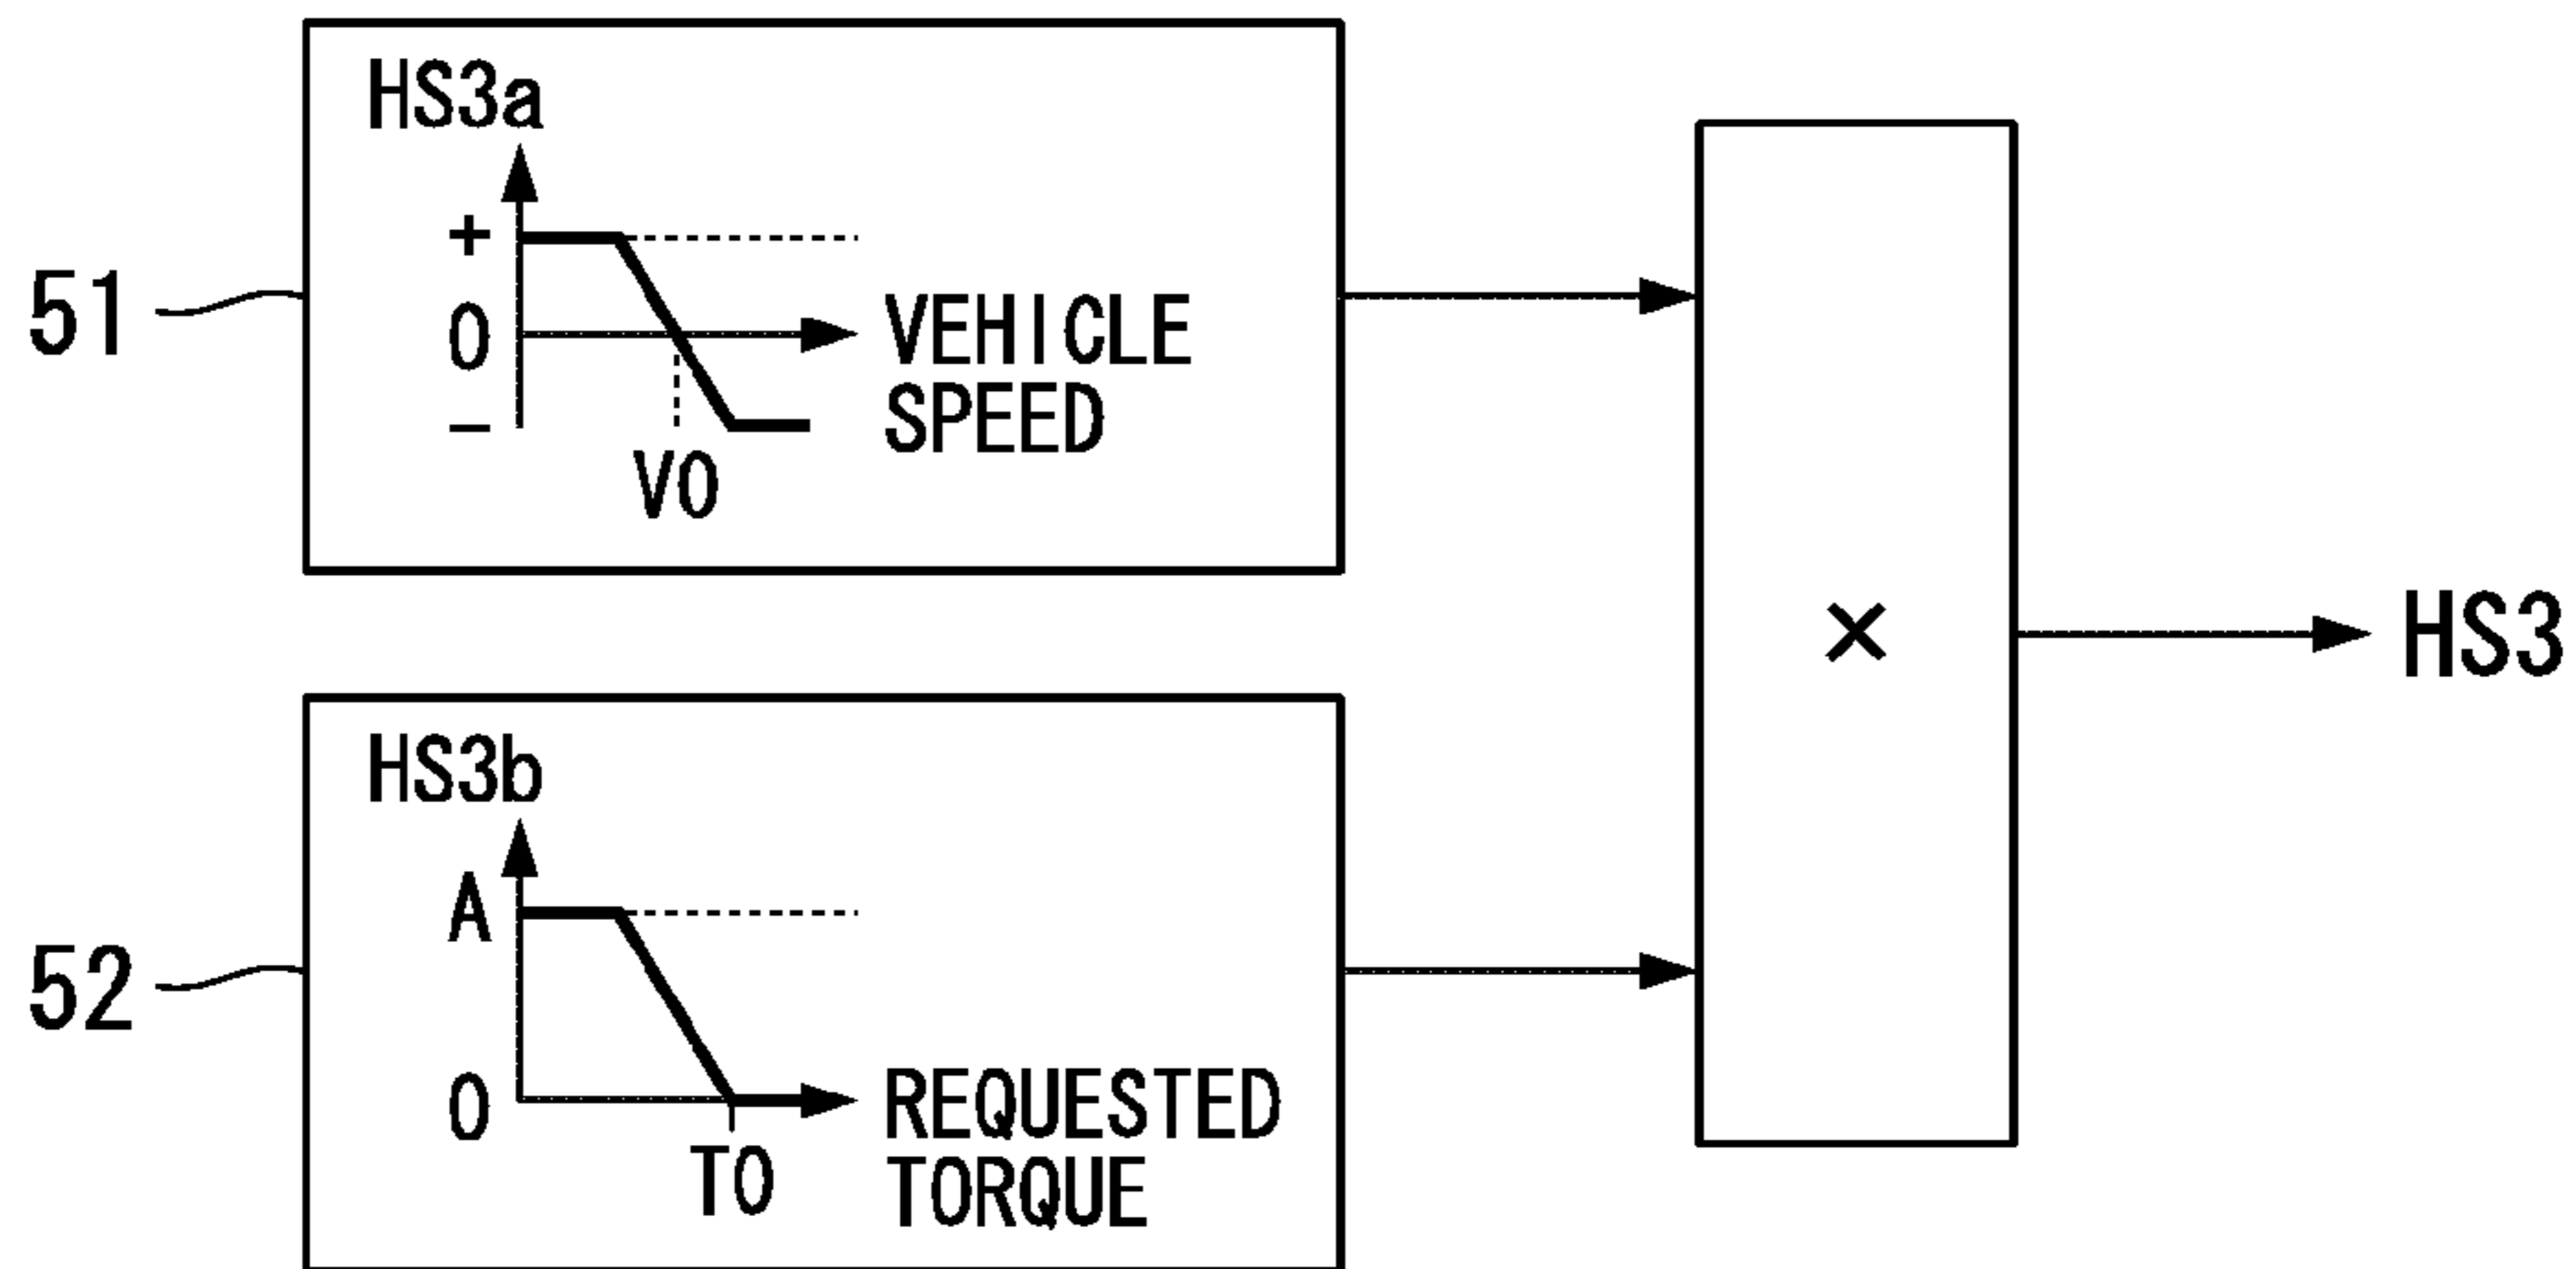 HS3a
+
0
-
V0
VEHICLE
SPEED
51
HS3b
A
0
T0
REQUESTED
TORQUE
52
×
HS3